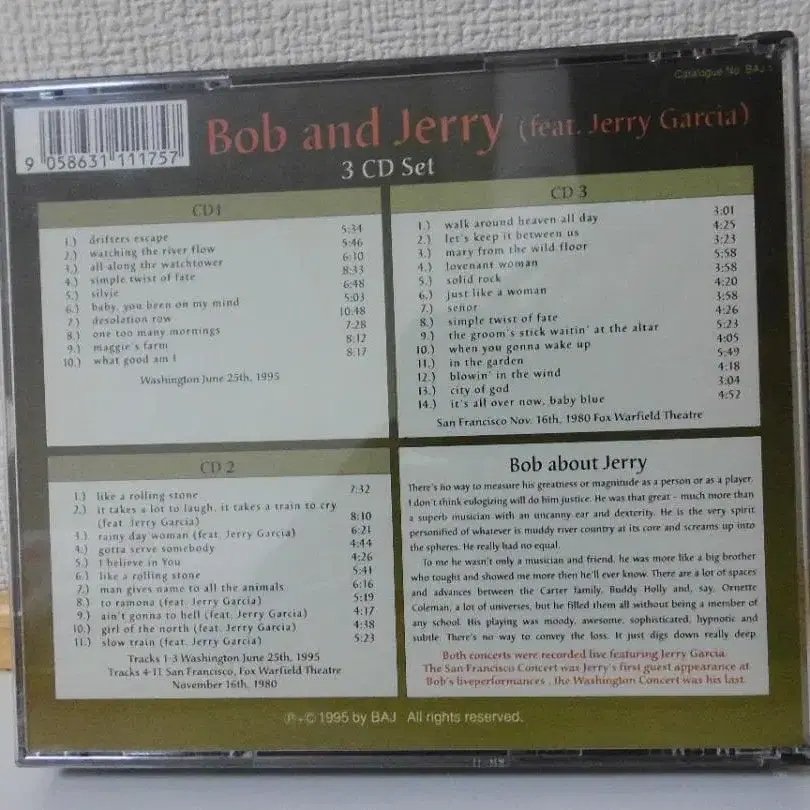 Catalogue No. BAJ 1
9 058631 111757
Bob and Jerry (feat. Jerry Garcia)
3 CD Set
CD1
1.) drifters escape 5:34
2.) watching the river flow 5:46
3.) all along the watchtower 6:10
4.) simple twist of fate 8:33
5.) silvie 6:48
6.) baby, you been on my mind 5:03
7.) desolation row 10:48
8.) one too many mornings 7:28
9.) maggie's farm 8:12
10.) what good am I 8:17
Washington June 25th, 1995
CD 2
1.) like a rolling stone 7:32
2.) it takes a lot to laugh, it takes a train to cry
(feat. Jerry Garcia) 8:10
3.) rainy day woman (feat. Jerry Garcia) 6:21
4.) gotta serve somebody 4:44
5.) I believe in You 4:26
6.) like a rolling stone 5:41
7.) man gives name to all the animals 6:16
8.) to ramona (feat. Jerry Garcia) 5:19
9.) ain't gonna to hell (feat. Jerry Garcia) 4:17
10.) girl of the north (feat. Jerry Garcia) 4:38
11.) slow train (feat. Jerry Garcia) 5:23
Tracks 1-3 Washington June 25th, 1995
Tracks 4-11 San Francisco, Fox Warfield Theatre
November 16th, 1980
CD 3
1.) walk around heaven all day 3:01
2.) let's keep it between us 4:25
3.) mary from the wild floor 3:23
4.) lovenant woman 5:58
5.) solid rock 3:58
6.) just like a woman 4:20
7.) señor 3:58
8.) simple twist of fate 4:26
9.) the groom's stick waitin' at the altar 5:23
10.) when you gonna wake up 4:05
11.) in the garden 5:49
12.) blowin' in the wind 4:18
13.) city of god 3:04
14.) it's all over now, baby blue 4:52
San Francisco Nov. 16th, 1980 Fox Warfield Theatre
Bob about Jerry
There's no way to measure his greatness or magnitude as a person or as a player.
I don't think eulogizing will do him justice. He was that great - much more than
a superb musician with an uncanny ear and dexterity. He is the very spirit
personified of whatever is muddy river country at its core and screams up into
the spheres. He really had no equal.
To me he wasn't only a musician and friend, he was more like a big brother
who tought and showed me more then he'll ever know. There are a lot of spaces
and advances between the Carter family, Buddy Holly and, say, Ornette
Coleman, a lot of universes, but he filled them all without being a member of
any school. His playing was moody, awesome, sophisticated, hypnotic and
subtle. There's no way to convey the loss. It just digs down really deep.
Both concerts were recorded live featuring Jerry Garcia.
The San Francisco Concert was Jerry's first guest appearance at
Bob's liveperformances , the Washington Concert was his last.
℗+© 1995 by BAJ All rights reserved.